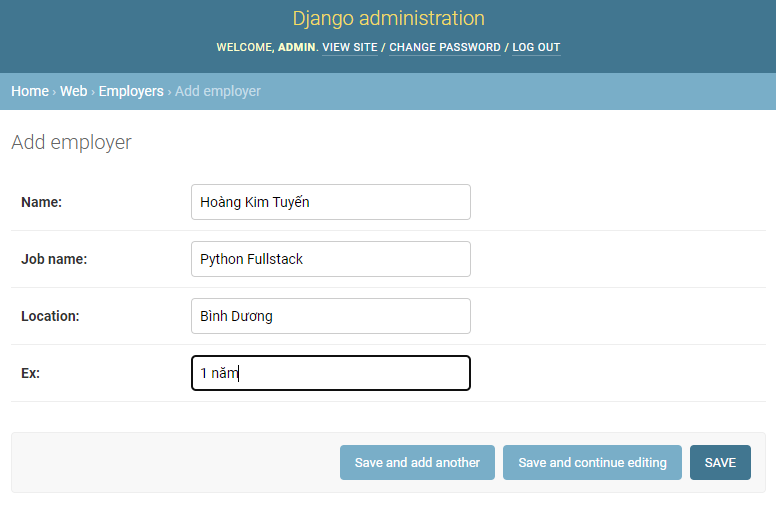 Django administration
WELCOME, ADMIN. VIEW SITE / CHANGE PASSWORD / LOG OUT
Home › Web › Employers › Add employer
Add employer
Name: Hoàng Kim Tuyến
Job name: Python Fullstack
Location: Bình Dương
Ex: 1 năm
Save and add another Save and continue editing SAVE